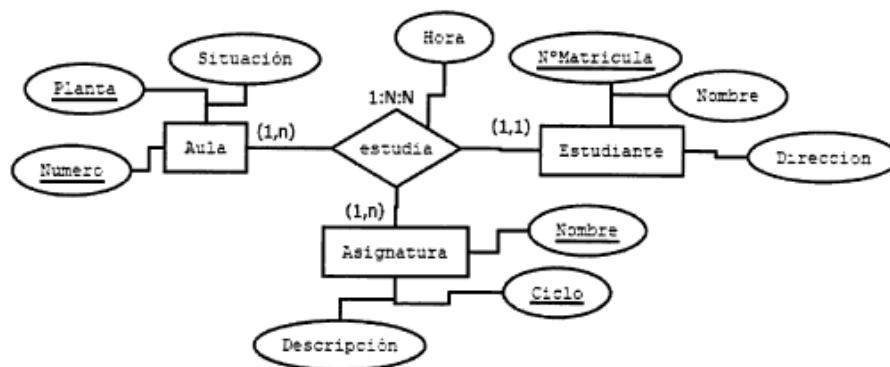 Hora
Situación
NºMatricula
Planta
Nombre
1:N:N
(1,n)
(1,1)
Aula
estudia
Estudiante
Direccion
Numero
(1,n)
Nombre
Asignatura
Ciclo
Descripción